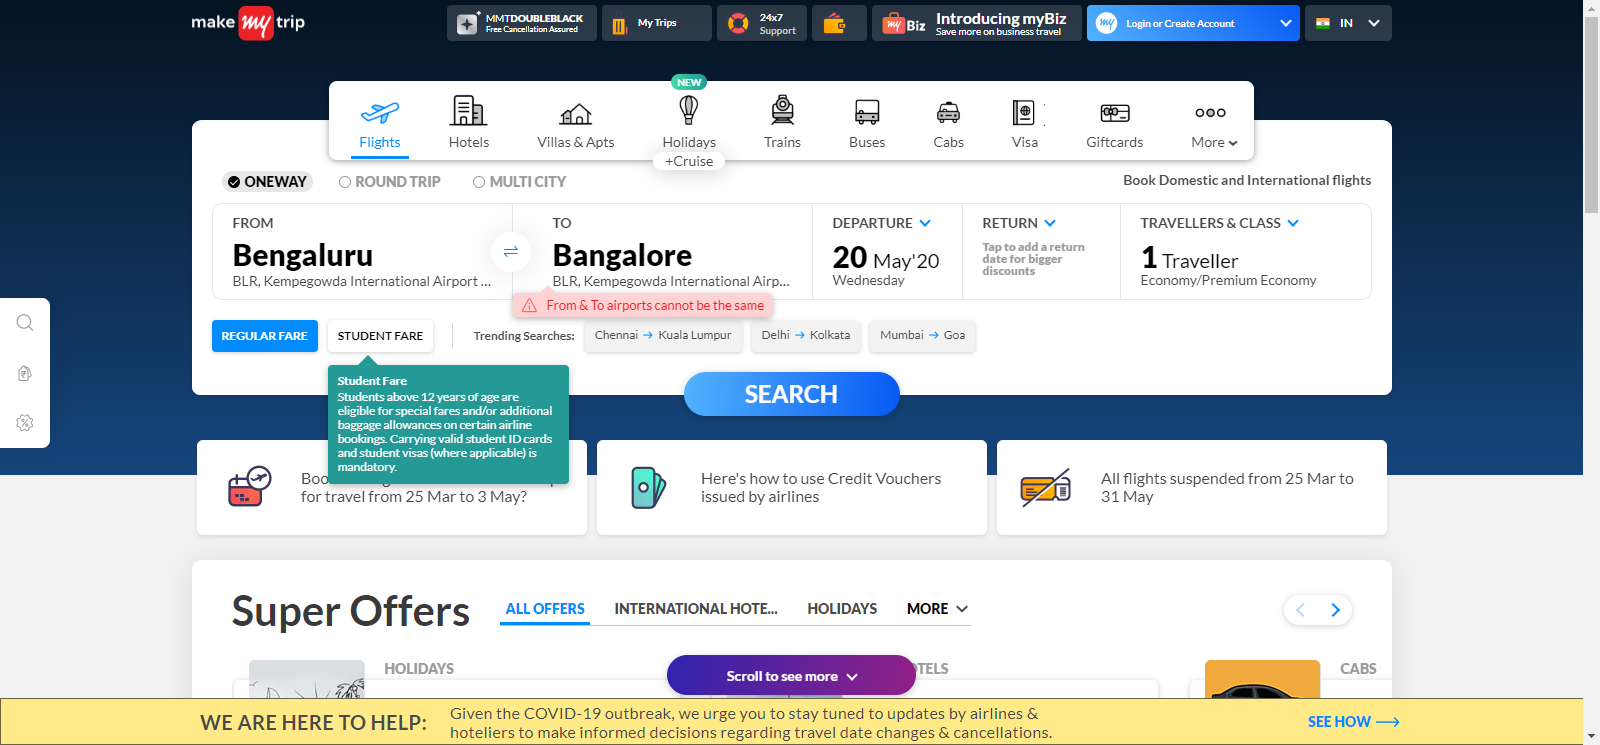 make my trip
MMTDOUBLEBLACK
Free Cancellation Assured
My Trips
24x7
Support
my Biz
Introducing myBiz
Save more on business travel
my
Login or Create Account
IN
NEW
Flights
Hotels
Villas & Apts
Holidays
+Cruise
Trains
Buses
Cabs
Visa
Giftcards
More
ONEWAY
ROUND TRIP
MULTI CITY
Book Domestic and International flights
FROM
Bengaluru
BLR, Kempegowda International Airport ...
TO
Bangalore
BLR, Kempegowda International Airp...
From & To airports cannot be the same
DEPARTURE
20 May'20
Wednesday
RETURN
Tap to add a return
date for bigger
discounts
TRAVELLERS & CLASS
1 Traveller
Economy/Premium Economy
REGULAR FARE
STUDENT FARE
Trending Searches:
Chennai → Kuala Lumpur
Delhi → Kolkata
Mumbai → Goa
Student Fare
Students above 12 years of age are
eligible for special fares and/or additional
baggage allowances on certain airline
bookings. Carrying valid student ID cards
and student visas (where applicable) is
mandatory.
SEARCH
for travel from 25 Mar to 3 May?
Here's how to use Credit Vouchers
issued by airlines
All flights suspended from 25 Mar to
31 May
Super Offers
ALL OFFERS
INTERNATIONAL HOTE...
HOLIDAYS
MORE
HOLIDAYS
CABS
Scroll to see more
WE ARE HERE TO HELP:
Given the COVID-19 outbreak, we urge you to stay tuned to updates by airlines &
hoteliers to make informed decisions regarding travel date changes & cancellations.
SEE HOW